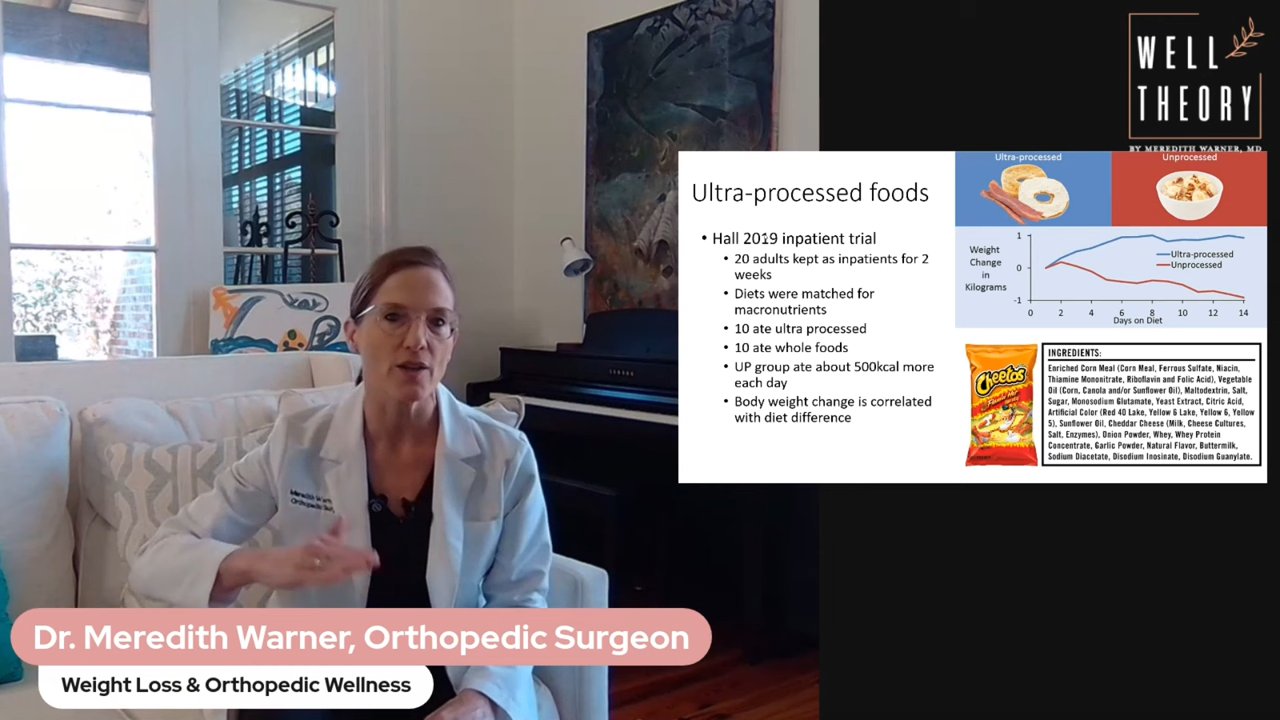 WELL
THEORY
BY MEREDITH WARNER, MD
Ultra-processed foods
• Hall 2019 inpatient trial
• 20 adults kept as inpatients for 2
weeks
• Diets were matched for
macronutrients
• 10 ate ultra processed
• 10 ate whole foods
• UP group ate about 500kcal more
each day
• Body weight change is correlated
with diet difference
Ultra-processed
Unprocessed
Weight
Change
in
Kilograms
1
0
-1
Ultra-processed
Unprocessed
0 2 4 6 8 10 12 14
Days on Diet
Cheetos
INGREDIENTS:
Enriched Corn Meal (Corn Meal, Ferrous Sulfate, Niacin,
Thiamine Mononitrate, Riboflavin and Folic Acid), Vegetable
Oil (Corn, Canola and/or Sunflower Oil), Maltodextrin, Salt,
Sugar, Monosodium Glutamate, Yeast Extract, Citric Acid,
Artificial Color (Red 40 Lake, Yellow 6 Lake, Yellow 6, Yellow
5), Sunflower Oil, Cheddar Cheese (Milk, Cheese Cultures,
Salt, Enzymes), Onion Powder, Whey, Whey Protein
Concentrate, Garlic Powder, Natural Flavor, Buttermilk,
Sodium Diacetate, Disodium Inosinate, Disodium Guanylate.
YAMAHA
Meredith Warn
Orthopedic Sur
Dr. Meredith Warner, Orthopedic Surgeon
Weight Loss & Orthopedic Wellness